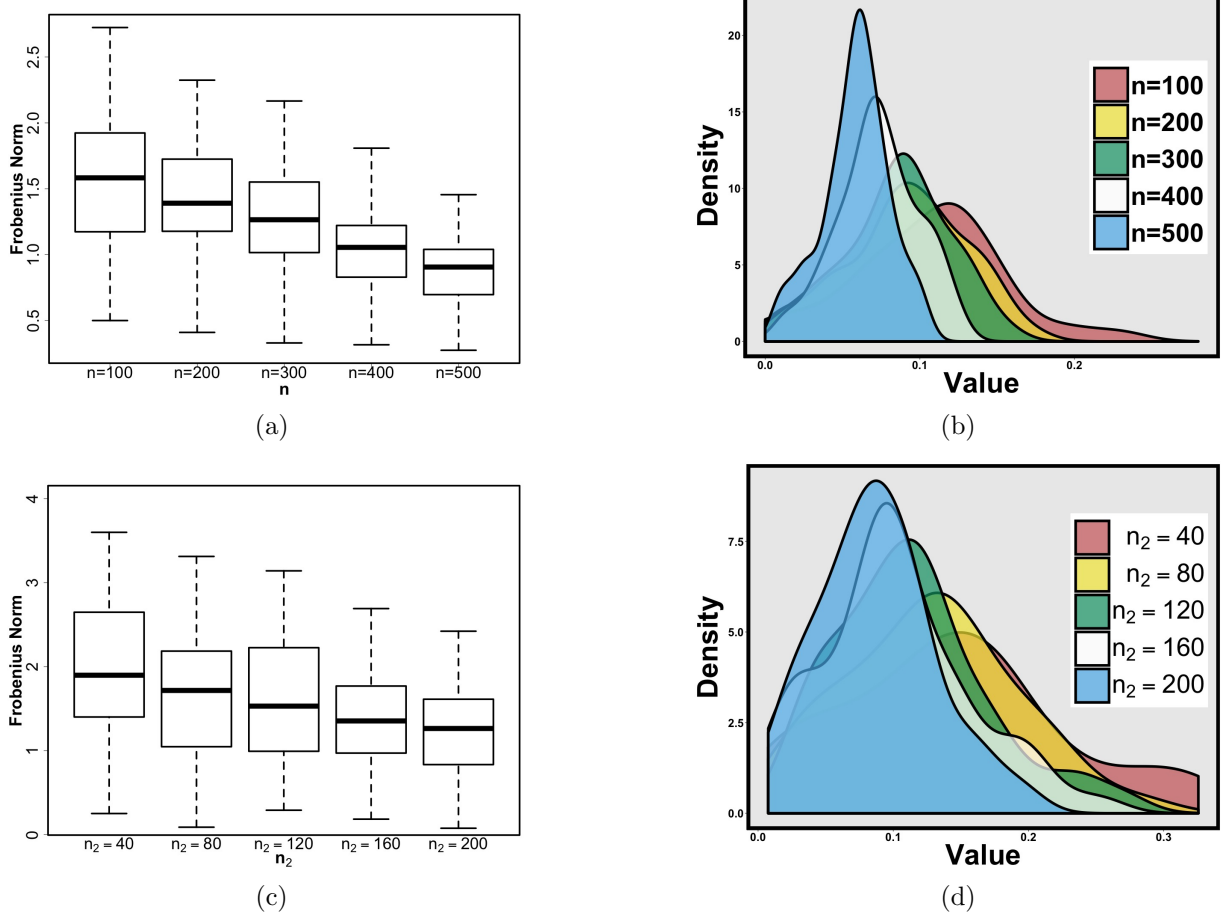 2.5
2.0
1.5
1.0
0.5
Frobenius Norm
n=100 n=200 n=300 n=400 n=500
n
(a)
20
15
10
5
0
Density
n=100
n=200
n=300
n=400
n=500
0.0 0.1 0.2
Value
(b)
4
3
2
1
0
Frobenius Norm
n₂ = 40 n₂ = 80 n₂ = 120 n₂ = 160 n₂ = 200
n₂
(c)
7.5
5.0
2.5
0.0
Density
n₂ = 40
n₂ = 80
n₂ = 120
n₂ = 160
n₂ = 200
0.0 0.1 0.2 0.3
Value
(d)